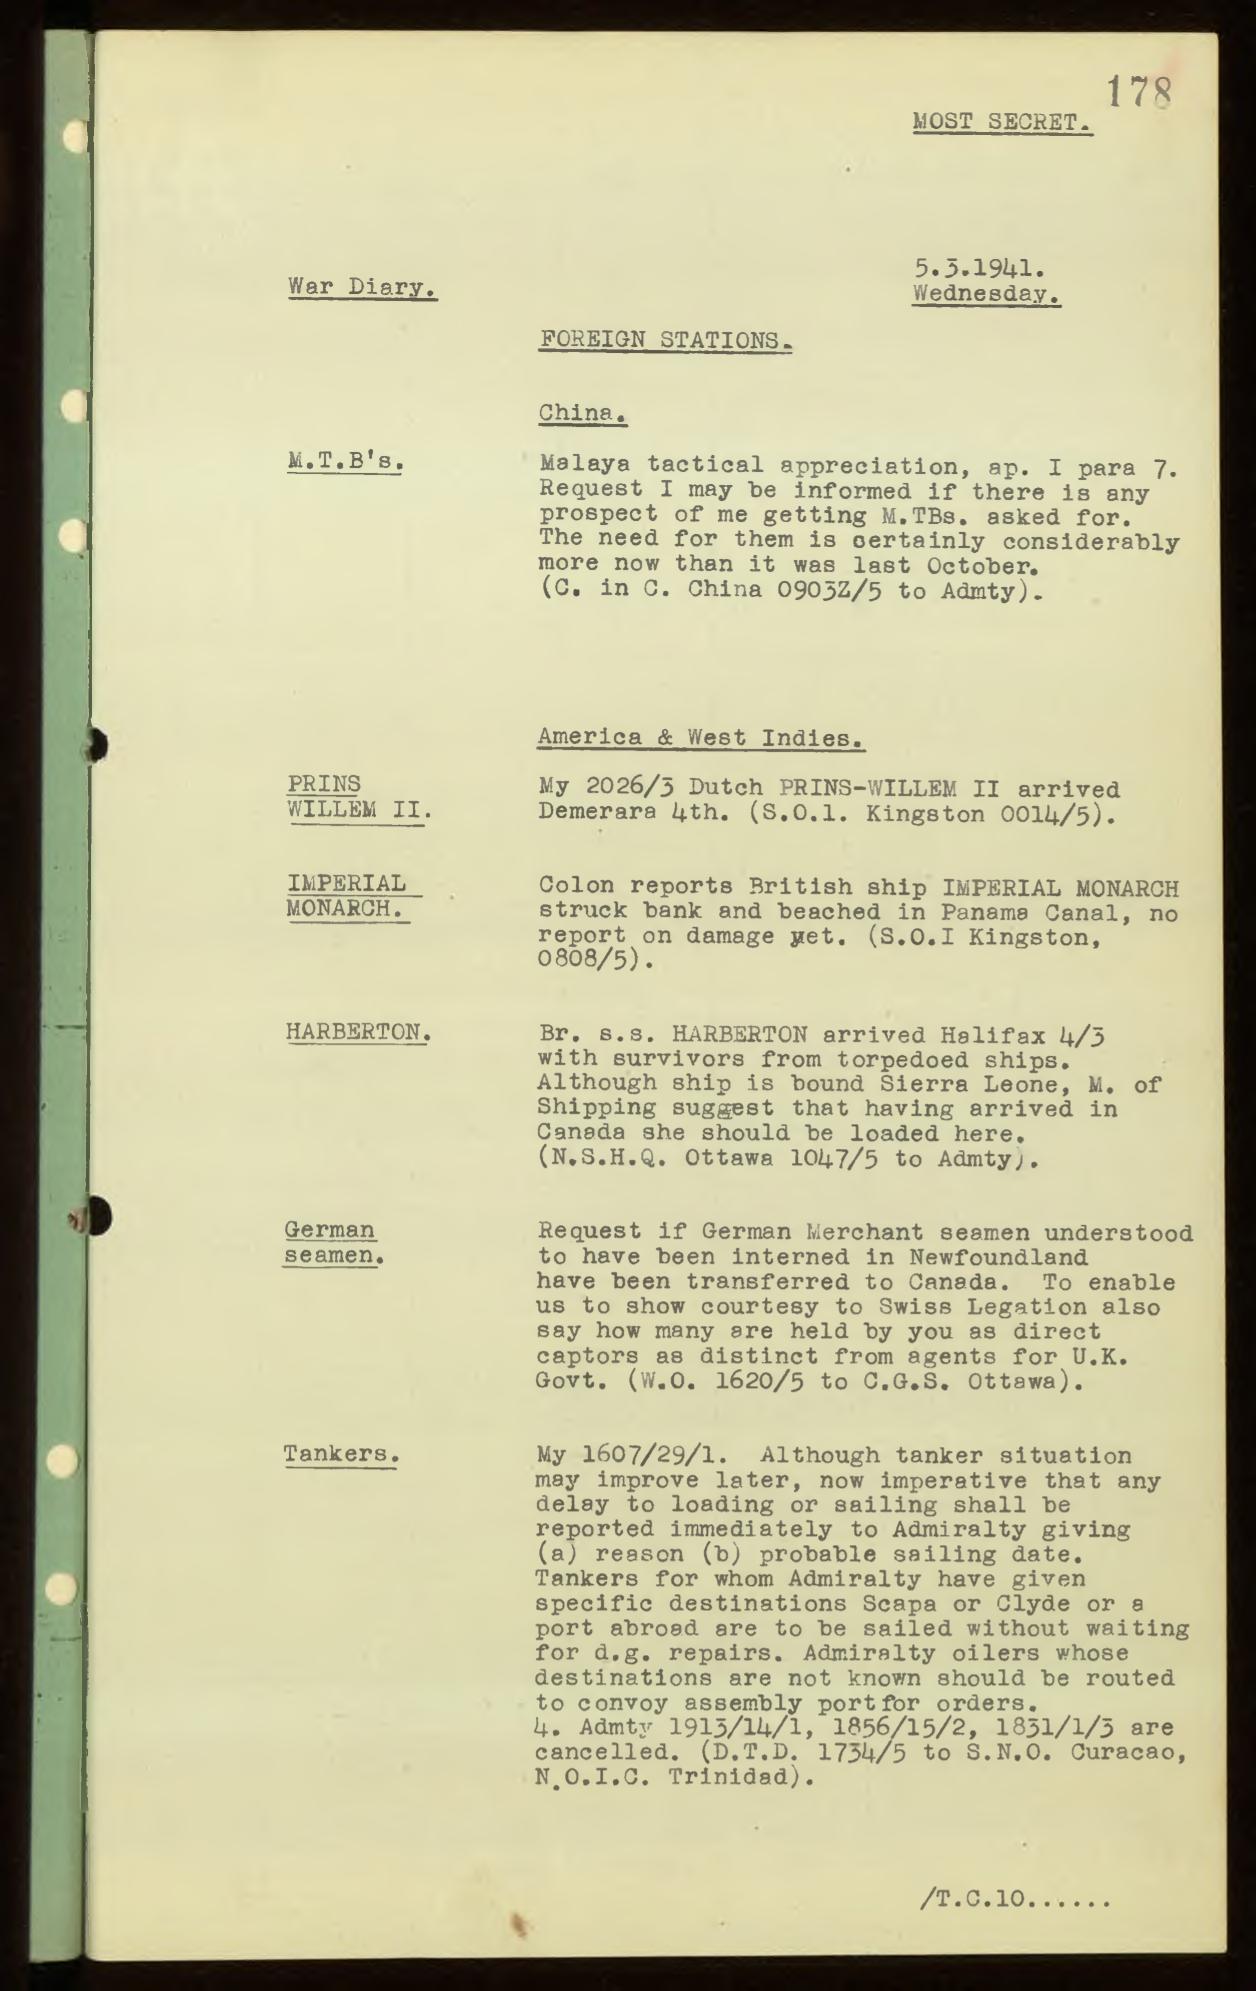 178
MOST SECRET.
5.3.1941.
War Diary.
Wednesday.
FOREIGN STATIONS.
China.
M.T.B's.
Malaya tactical appreciation, ap. I para 7.
Request I may be informed if there is any
prospect of me getting M.TBs. asked for.
The need for them is certainly considerably
more now than it was last October.
(C. in C. China 0903Z/5 to Admty).
America & West Indies.
PRINS
WILLEM II.
My 2026/3 Dutch PRINS-WILLEM II arrived
Demerara 4th. (S.O.1. Kingston 0014/5).
IMPERIAL
MONARCH.
Colon reports British ship IMPERIAL MONARCH
struck bank and beached in Panama Canal, no
report on damage yet. (S.O.I Kingston,
0808/5).
HARBERTON.
Br. s.s. HARBERTON arrived Halifax 4/3
with survivors from torpedoed ships.
Although ship is bound Sierra Leone, M. of
Shipping suggest that having arrived in
Canada she should be loaded here.
(N.S.H.Q. Ottawa 1047/5 to Admty).
German
seamen.
Request if German Merchant seamen understood
to have been interned in Newfoundland
have been transferred to Canada. To enable
us to show courtesy to Swiss Legation also
say how many are held by you as direct
captors as distinct from agents for U.K.
Govt. (W.O. 1620/5 to C.G.S. Ottawa).
Tankers.
My 1607/29/1. Although tanker situation
may improve later, now imperative that any
delay to loading or sailing shall be
reported immediately to Admiralty giving
(a) reason (b) probable sailing date.
Tankers for whom Admiralty have given
specific destinations Scapa or Clyde or a
port abroad are to be sailed without waiting
for d.g. repairs. Admiralty oilers whose
destinations are not known should be routed
to convoy assembly port for orders.
4. Admty 1913/14/1, 1856/15/2, 1831/1/3 are
cancelled. (D.T.D. 1734/5 to S.N.O. Curacao,
N.O.I.C. Trinidad).
/T.C.10......